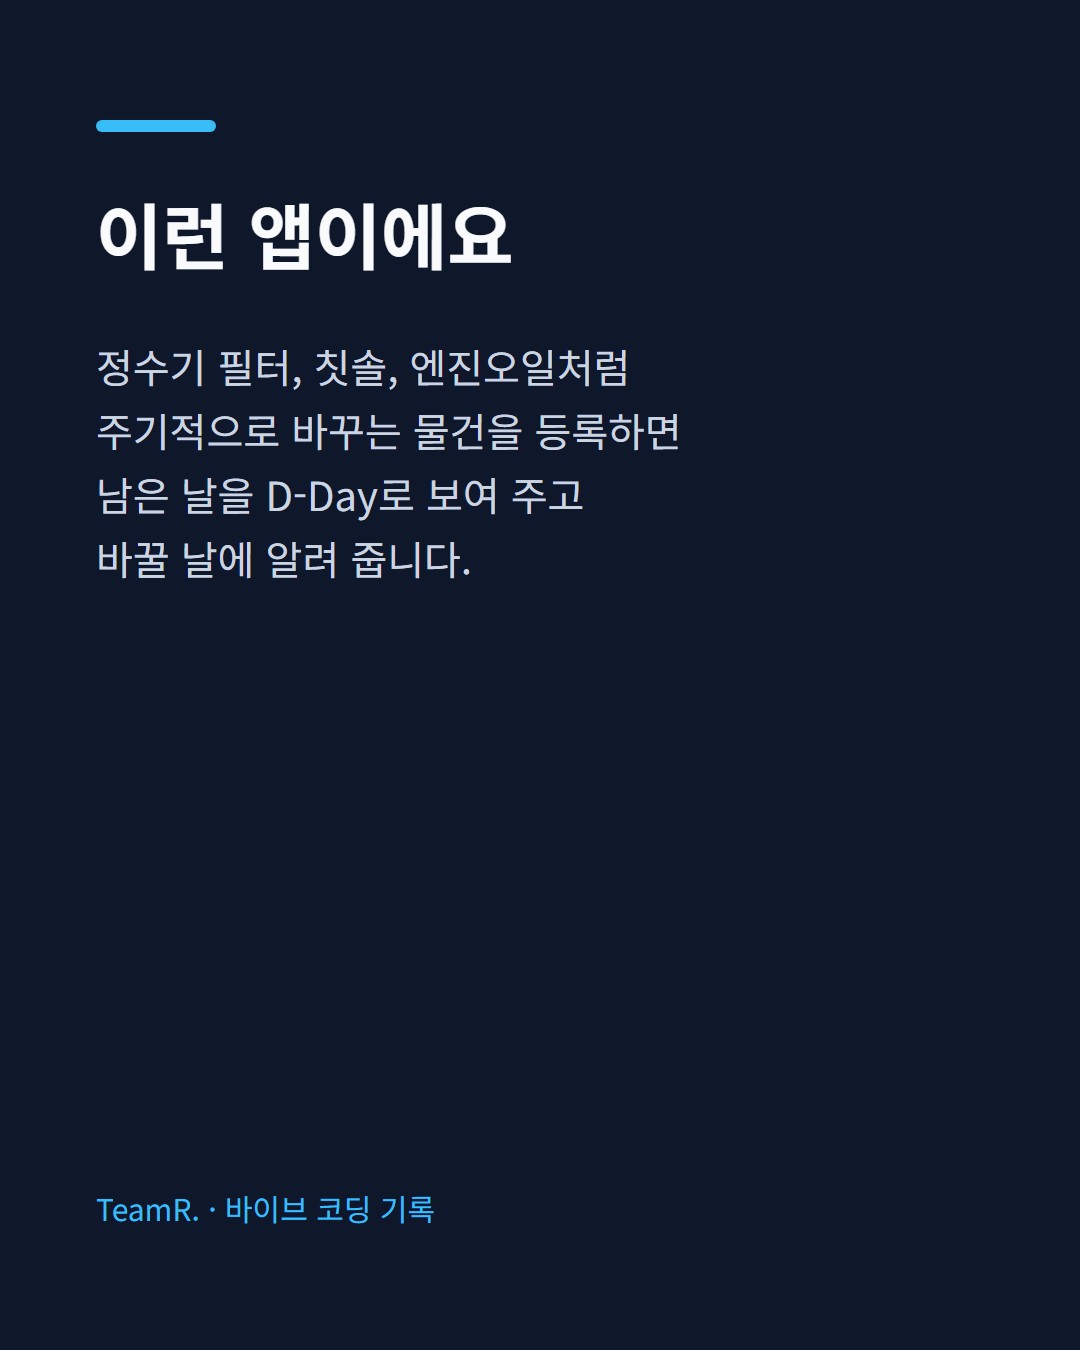 이런 앱이에요
정수기 필터, 칫솔, 엔진오일처럼
주기적으로 바꾸는 물건을 등록하면
남은 날을 D-Day로 보여 주고
바꿀 날에 알려 줍니다.
TeamR. · 바이브 코딩 기록